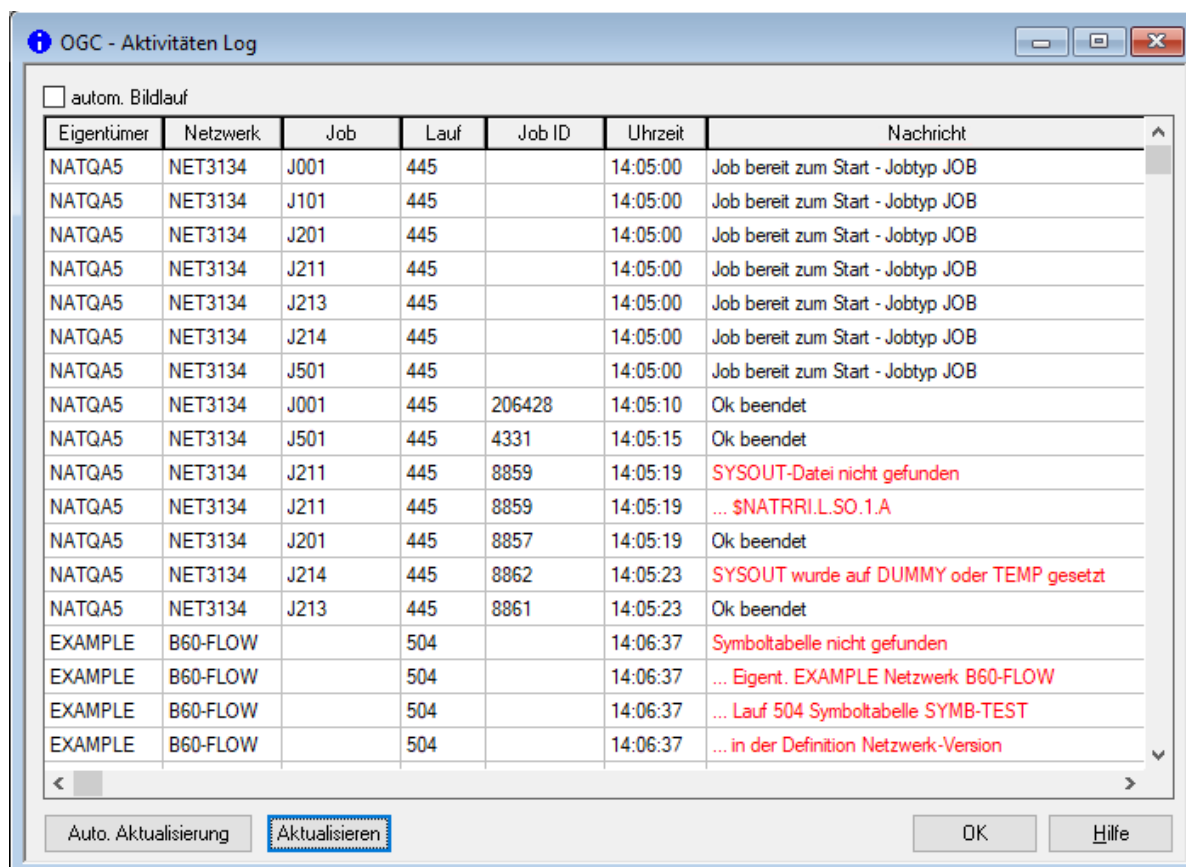 OGC - Aktivitäten Log
autom. Bildlauf
Eigentümer Netzwerk Job Lauf Job ID Uhrzeit Nachricht
NATQA5 NET3134 J001 445 14:05:00 Job bereit zum Start - Jobtyp JOB
NATQA5 NET3134 J101 445 14:05:00 Job bereit zum Start - Jobtyp JOB
NATQA5 NET3134 J201 445 14:05:00 Job bereit zum Start - Jobtyp JOB
NATQA5 NET3134 J211 445 14:05:00 Job bereit zum Start - Jobtyp JOB
NATQA5 NET3134 J213 445 14:05:00 Job bereit zum Start - Jobtyp JOB
NATQA5 NET3134 J214 445 14:05:00 Job bereit zum Start - Jobtyp JOB
NATQA5 NET3134 J501 445 14:05:00 Job bereit zum Start - Jobtyp JOB
NATQA5 NET3134 J001 445 206428 14:05:10 Ok beendet
NATQA5 NET3134 J501 445 4331 14:05:15 Ok beendet
NATQA5 NET3134 J211 445 8859 14:05:19 SYSOUT-Datei nicht gefunden
NATQA5 NET3134 J211 445 8859 14:05:19 ... $NATRRI.L.SO.1.A
NATQA5 NET3134 J201 445 8857 14:05:19 Ok beendet
NATQA5 NET3134 J214 445 8862 14:05:23 SYSOUT wurde auf DUMMY oder TEMP gesetzt
NATQA5 NET3134 J213 445 8861 14:05:23 Ok beendet
EXAMPLE B60-FLOW 504 14:06:37 Symboltabelle nicht gefunden
EXAMPLE B60-FLOW 504 14:06:37 ... Eigent. EXAMPLE Netzwerk B60-FLOW
EXAMPLE B60-FLOW 504 14:06:37 ... Lauf 504 Symboltabelle SYMB-TEST
EXAMPLE B60-FLOW 504 14:06:37 ... in der Definition Netzwerk-Version
Auto. Aktualisierung Aktualisieren OK Hilfe